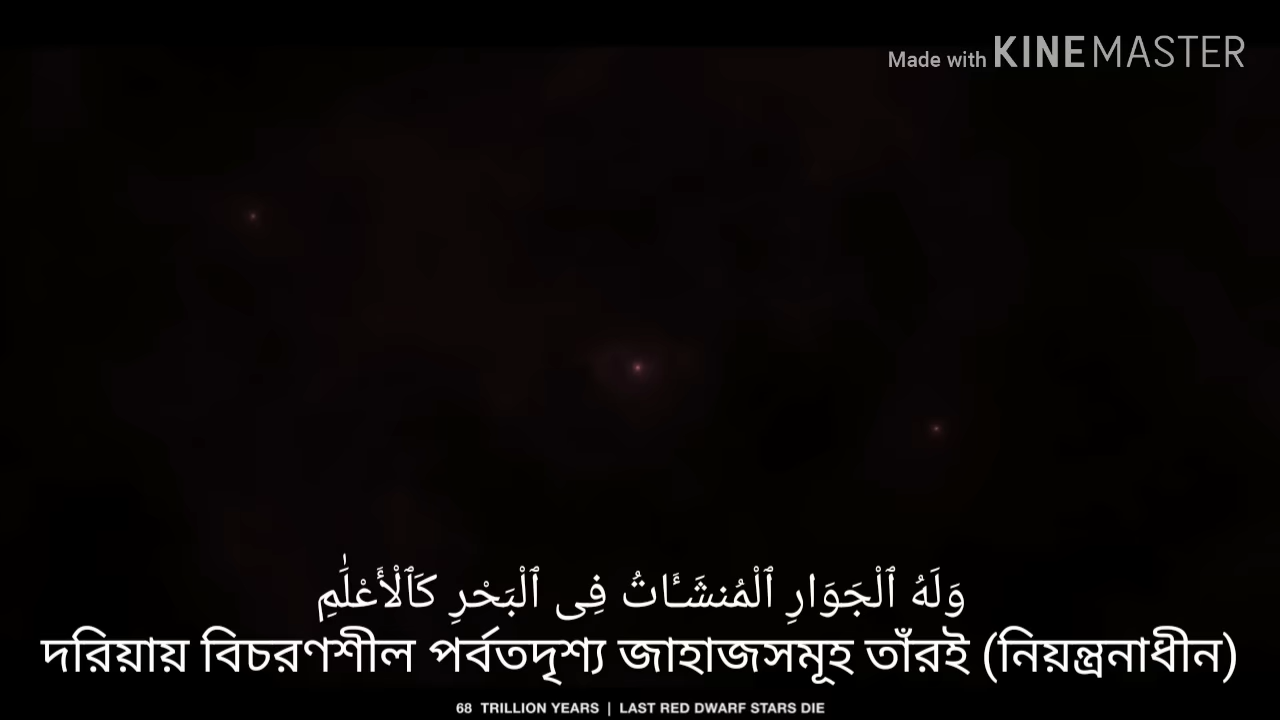 Made with KINEMASTER
وَلَهُ ٱلْجَوَارِ ٱلْمُنشَـَٔاتُ فِى ٱلْبَحْرِ كَٱلْأَعْلَٰمِ
দরিয়ায় বিচরণশীল পর্বতদৃশ্য জাহাজসমূহ তাঁরই (নিয়ন্ত্রনাধীন)
68 TRILLION YEARS | LAST RED DWARF STARS DIE